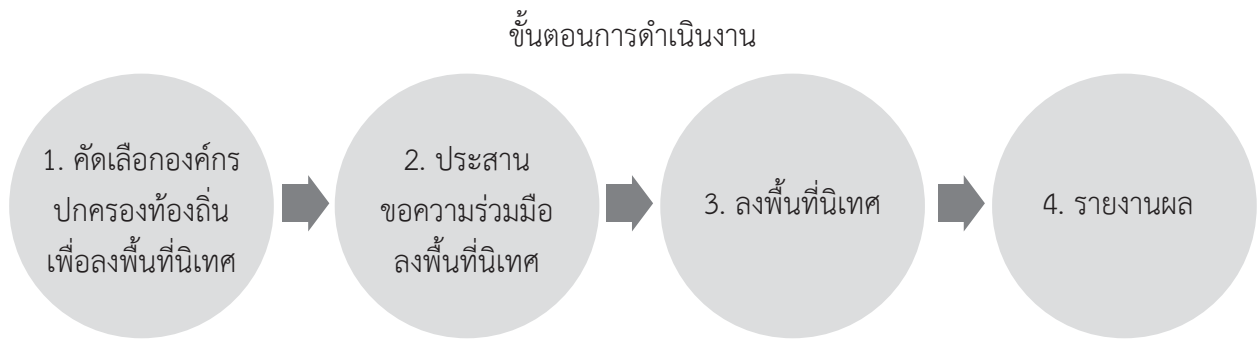 ขั้นตอนการดำเนินงาน
1. คัดเลือกองค์กร
ปกครองท้องถิ่น
เพื่อลงพื้นที่นิเทศ
2. ประสาน
ขอความร่วมมือ
ลงพื้นที่นิเทศ
3. ลงพื้นที่นิเทศ
4. รายงานผล